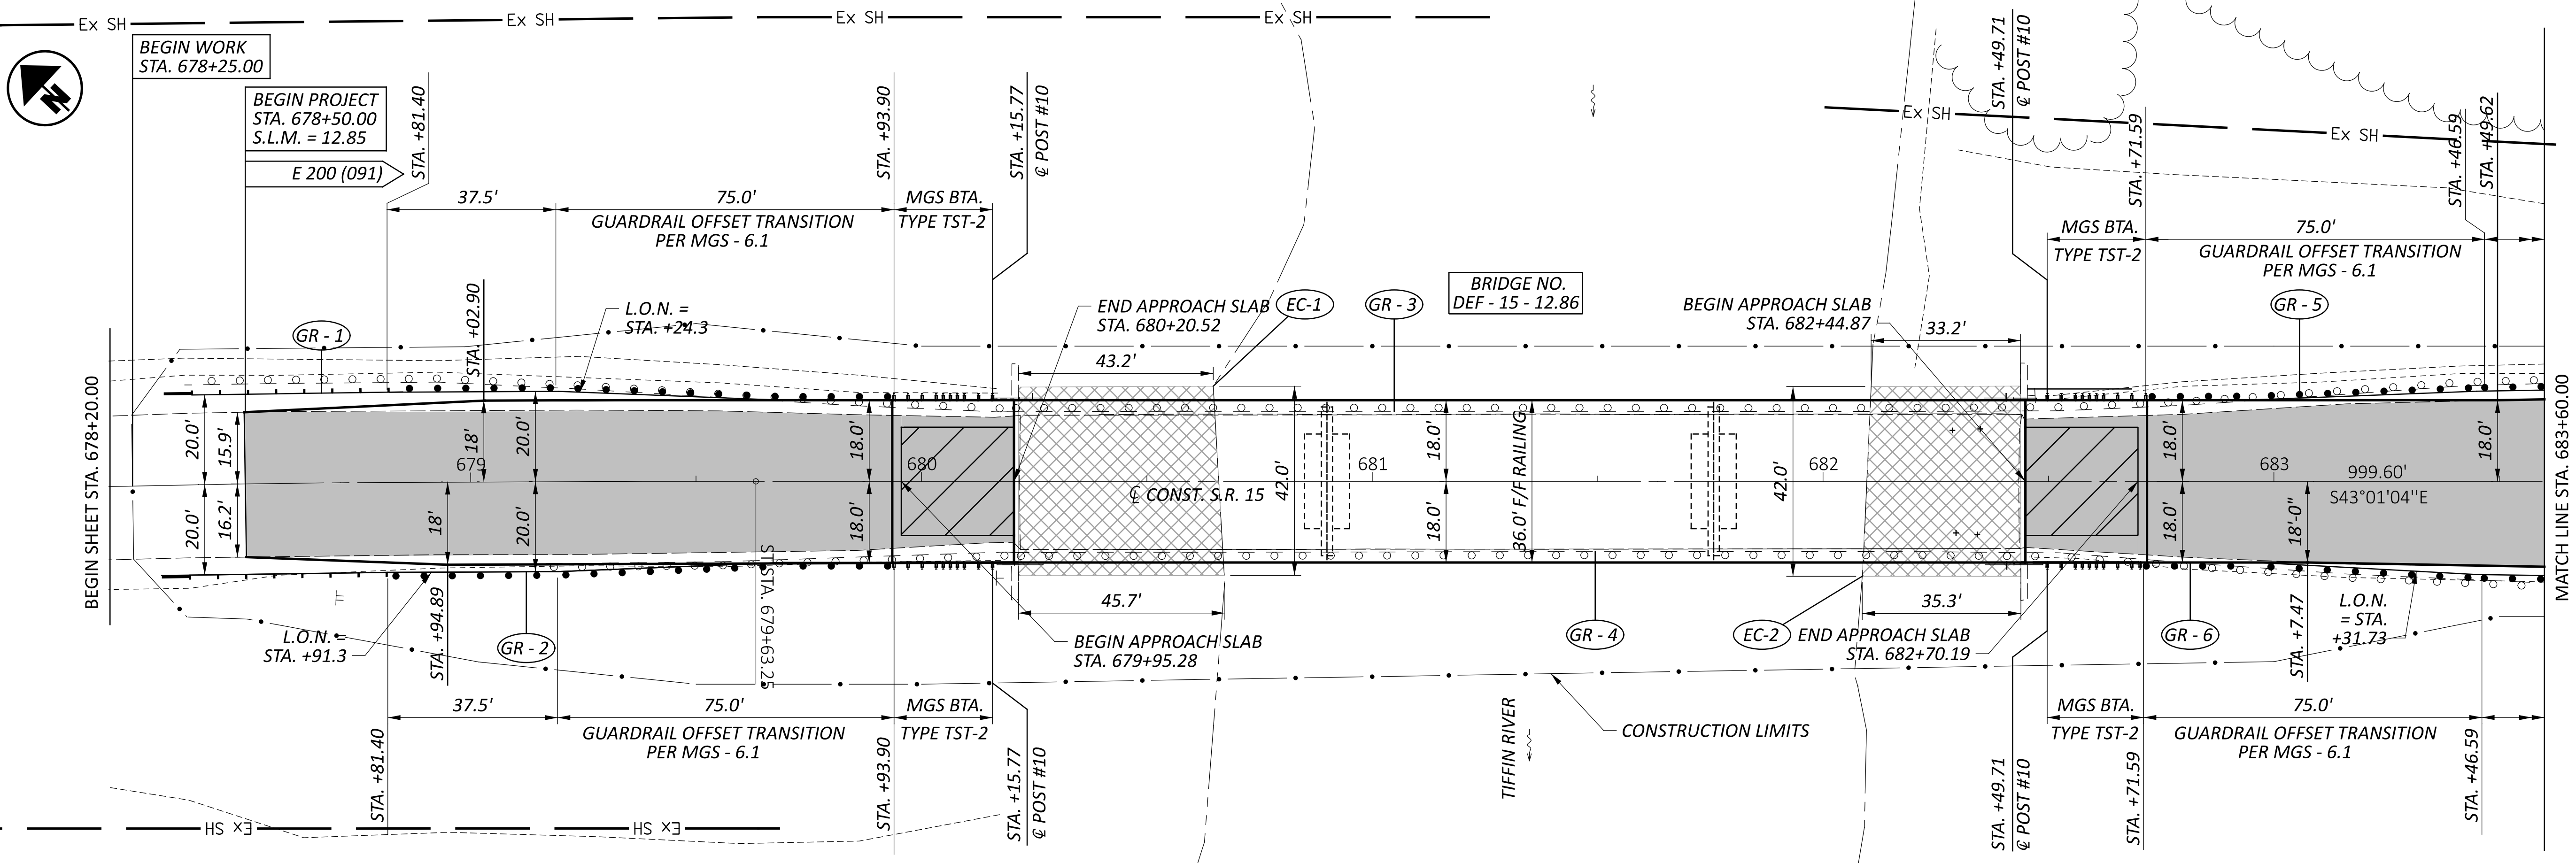 Ex SH
Ex SH
Ex SH
Ex SH
BEGIN WORK
STA. 678+25.00
N
BEGIN PROJECT
STA. 678+50.00
S.L.M. = 12.85
E 200 (091)
STA. +81.40
STA. +93.90
STA. +15.77
℄ POST #10
STA. +49.71
℄ POST #10
Ex SH
Ex SH
STA. +71.59
STA. +46.59
STA. +49.62
37.5'
75.0'
GUARDRAIL OFFSET TRANSITION
PER MGS - 6.1
MGS BTA.
TYPE TST-2
MGS BTA.
TYPE TST-2
75.0'
GUARDRAIL OFFSET TRANSITION
PER MGS - 6.1
GR - 1
STA. +02.90
L.O.N. =
STA. +24.3
END APPROACH SLAB
STA. 680+20.52
EC-1
GR - 3
BRIDGE NO.
DEF - 15 - 12.86
BEGIN APPROACH SLAB
STA. 682+44.87
33.2'
GR - 5
43.2'
BEGIN SHEET STA. 678+20.00
20.0'
15.9'
18'
20.0'
18.0'
679
680
681
682
683
18.0'
42.0'
36.0' F/F RAILING
42.0'
18.0'
18.0'
999.60'
S43°01'04"E
℄ CONST. S.R. 15
20.0'
16.2'
18'
20.0'
18.0'
18.0'
18.0'
18'-0"
MATCH LINE STA. 683+60.00
ST STA. 679+63.25
45.7'
35.3'
L.O.N. =
STA. +91.3
STA. +94.89
GR - 2
BEGIN APPROACH SLAB
STA. 679+95.28
GR - 4
EC-2
END APPROACH SLAB
STA. 682+70.19
GR - 6
STA. +7.47
L.O.N.
= STA.
+31.73
37.5'
75.0'
GUARDRAIL OFFSET TRANSITION
PER MGS - 6.1
MGS BTA.
TYPE TST-2
TIFFIN RIVER
CONSTRUCTION LIMITS
MGS BTA.
TYPE TST-2
75.0'
GUARDRAIL OFFSET TRANSITION
PER MGS - 6.1
STA. +81.40
STA. +93.90
STA. +15.77
℄ POST #10
STA. +49.71
℄ POST #10
STA. +71.59
STA. +46.59
Ex SH
Ex SH